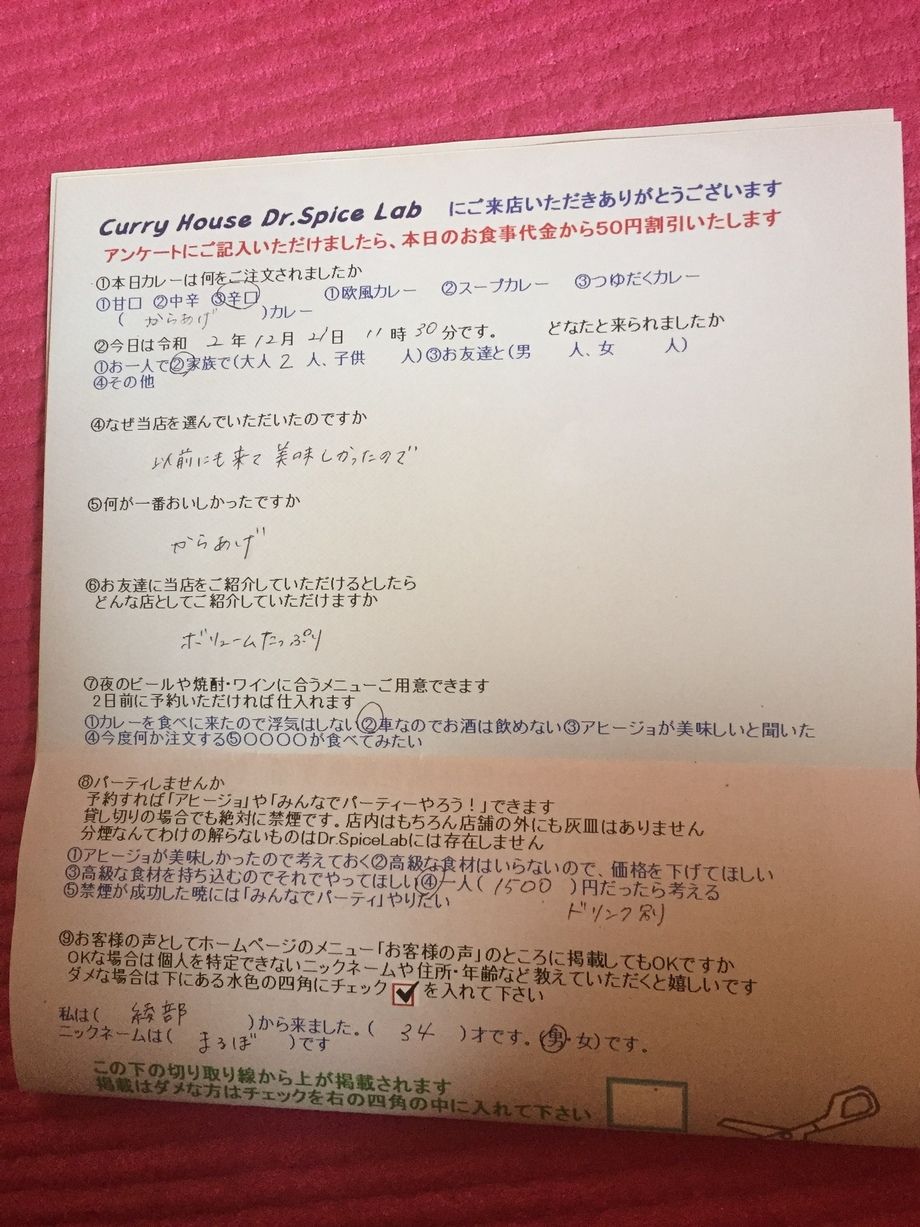 Curry House Dr.Spice Lab にご来店いただきありがとうございます
アンケートにご記入いただけましたら、本日のお食事代金から50円割引いたします
①本日カレーは何をご注文されましたか
①甘口 ②中辛 ③辛口 ①欧風カレー ②スープカレー ③つゆだくカレー
( からあげ )カレー
②今日は令和 2 年 12月 21日 11 時 30 分です。 どなたと来られましたか
①お一人で②家族で(大人 2 人、子供 人)③お友達と(男 人、女 人)
④その他
④なぜ当店を選んでいただいたのですか
以前にも来て美味しかったので
⑤何が一番おいしかったですか
からあげ
⑥お友達に当店をご紹介していただけるとしたら
どんな店としてご紹介していただけますか
ボリュームたっぷり
⑦夜のビールや焼酎・ワインに合うメニューご用意できます
2日前に予約いただければ仕入れます
①カレーを食べに来たので浮気はしない②車なのでお酒は飲めない③アヒージョが美味しいと聞いた
④今度何か注文する⑤〇〇〇〇が食べてみたい
⑧パーティしませんか
予約すれば「アヒージョ」や「みんなでパーティーやろう!」できます
貸し切りの場合でも絶対に禁煙です。店内はもちろん店舗の外にも灰皿はありません
分煙なんてわけの解らないものはDr.SpiceLabには存在しません
①アヒージョが美味しかったので考えておく②高級な食材はいらないので、価格を下げてほしい
③高級な食材を持ち込むのでそれでやってほしい④一人( 1500 )円だったら考える
⑤禁煙が成功した暁には「みんなでパーティ」やりたい ドリンク別
⑨お客様の声としてホームページのメニュー「お客様の声」のところに掲載してもOKですか
OKな場合は個人を特定できないニックネームや住所・年齢など教えていただくと嬉しいです
ダメな場合は下にある水色の四角にチェック を入れて下さい
私は( 綾部 )から来ました。( 34 )才です。(男・女)です。
ニックネームは( まるぼ )です
この下の切り取り線から上が掲載されます
掲載はダメな方はチェックを右の四角の中に入れて下さい